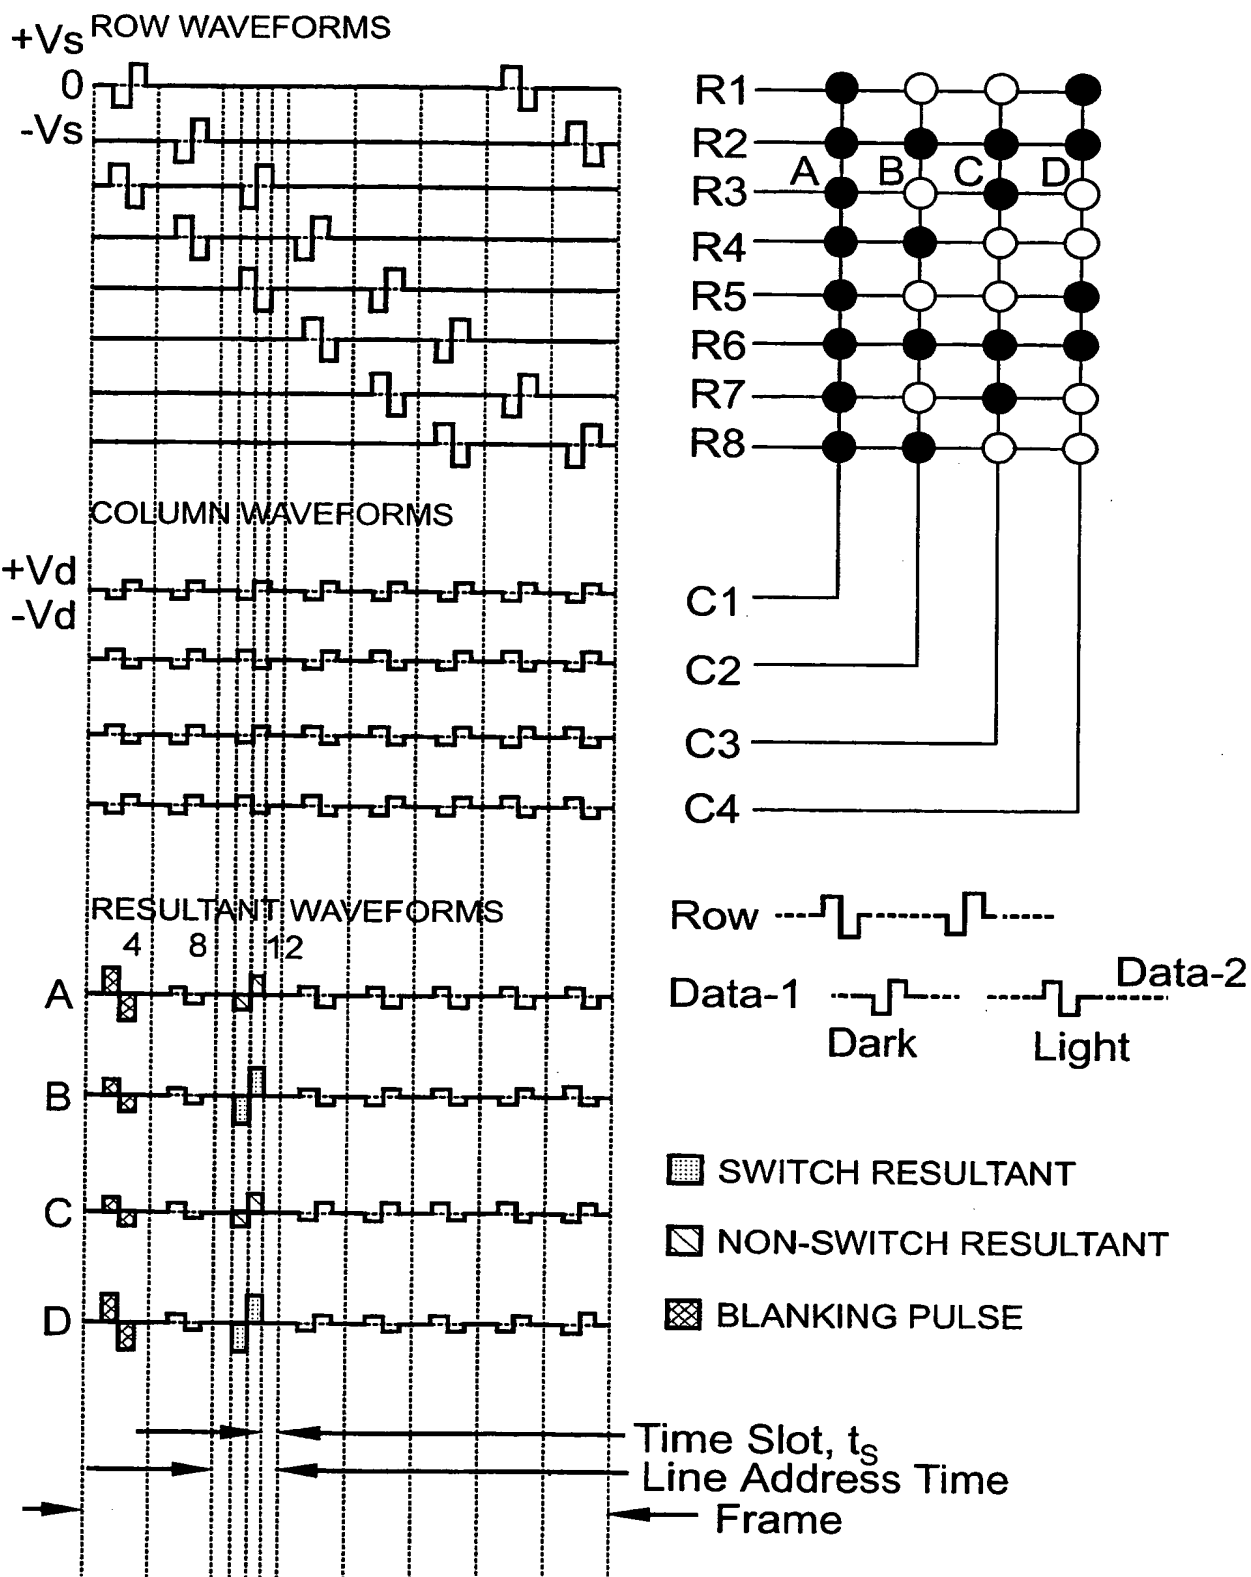 ROW WAVEFORMS
+Vs
0
-Vs
COLUMN WAVEFORMS
+Vd
-Vd
RESULTANT WAVEFORMS
4 8 12
A
B
C
D
R1
R2
A B C D
R3
R4
R5
R6
R7
R8
C1
C2
C3
C4
Row
Data-1 Data-2
Dark Light
SWITCH RESULTANT
NON-SWITCH RESULTANT
BLANKING PULSE
Time Slot, tS
Line Address Time
Frame